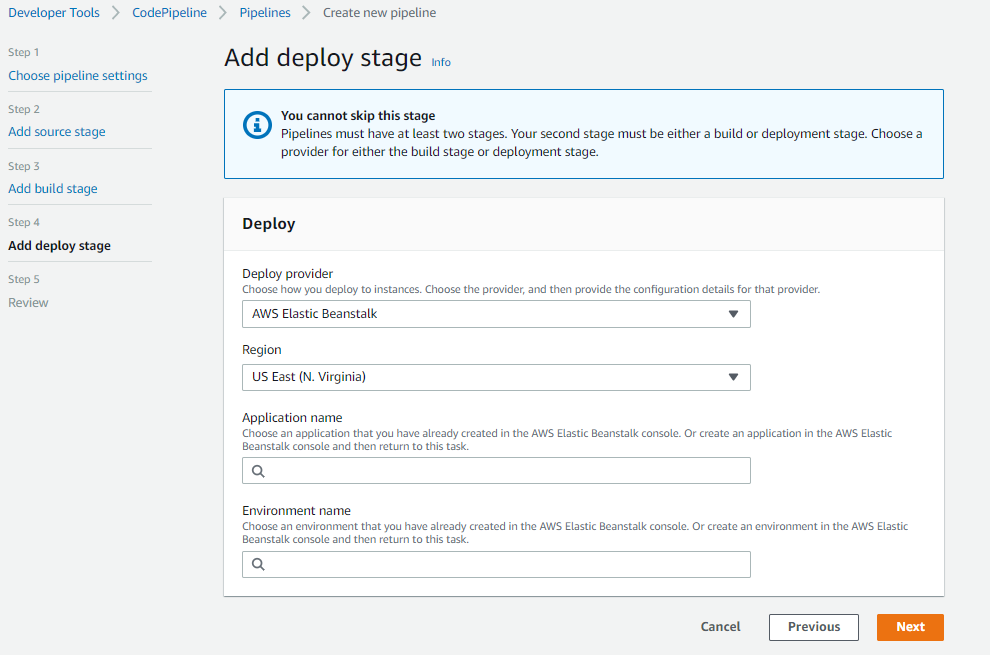 Developer Tools > CodePipeline > Pipelines > Create new pipeline
Step 1
Choose pipeline settings
Step 2
Add source stage
Step 3
Add build stage
Step 4
Add deploy stage
Step 5
Review
Add deploy stage Info
You cannot skip this stage
Pipelines must have at least two stages. Your second stage must be either a build or deployment stage. Choose a
provider for either the build stage or deployment stage.
Deploy
Deploy provider
Choose how you deploy to instances. Choose the provider, and then provide the configuration details for that provider.
AWS Elastic Beanstalk
Region
US East (N. Virginia)
Application name
Choose an application that you have already created in the AWS Elastic Beanstalk console. Or create an application in the AWS Elastic
Beanstalk console and then return to this task.
Environment name
Choose an environment that you have already created in the AWS Elastic Beanstalk console. Or create an environment in the AWS Elastic
Beanstalk console and then return to this task.
Cancel Previous Next